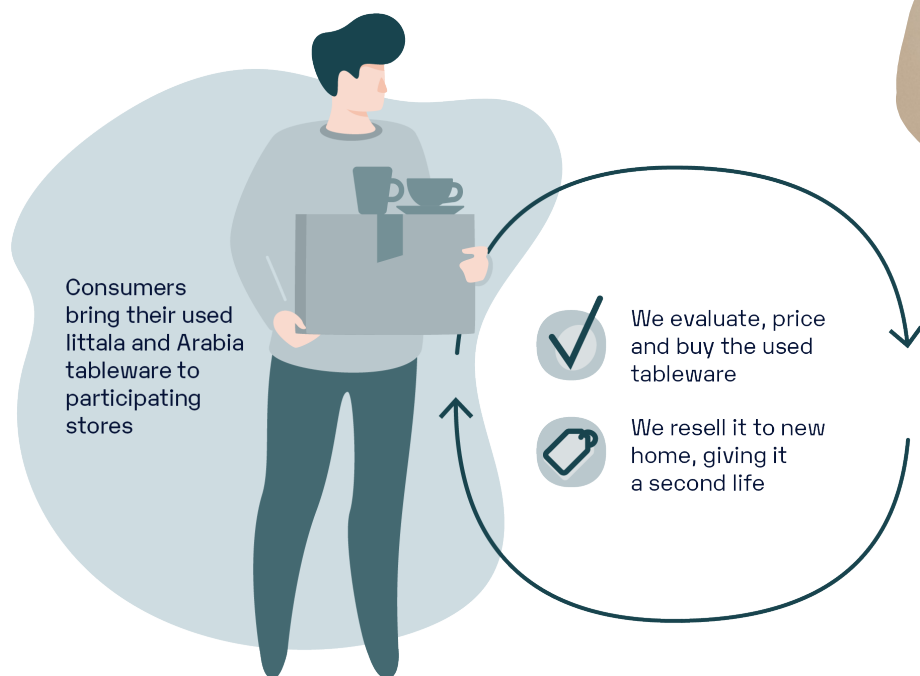 Consumers
bring their used
Iittala and Arabia
tableware to
participating
stores
We evaluate, price
and buy the used
tableware
We resell it to new
home, giving it
a second life